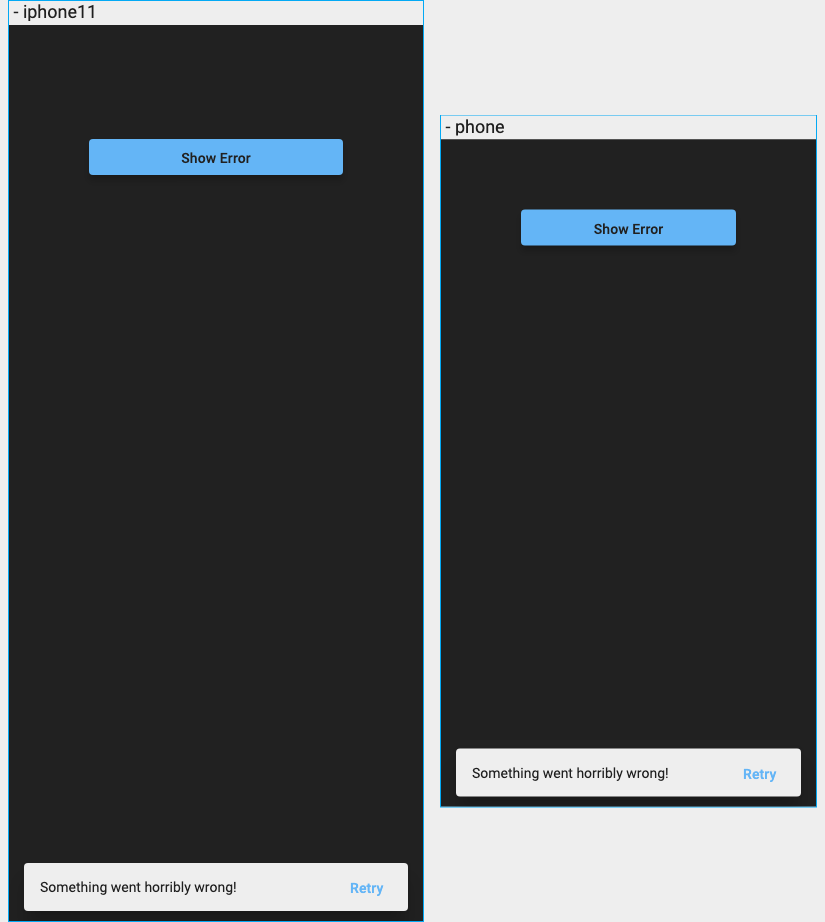 - iphone11
Show Error
Something went horribly wrong!
Retry
- phone
Show Error
Something went horribly wrong!
Retry